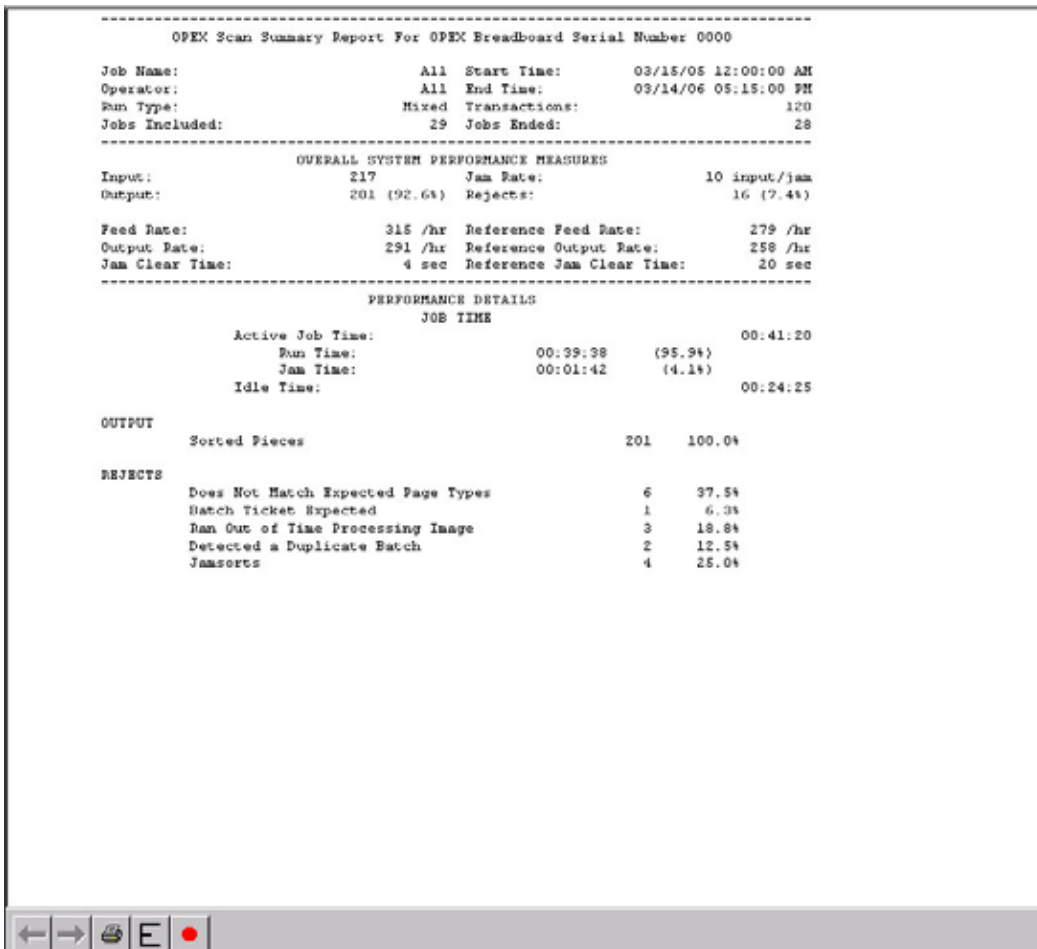 --------------------------------------------------------------------------------
OPEX Scan Summary Report For OPEX Breadboard Serial Number 0000
Job Name: All Start Time: 03/15/05 12:00:00 AM
Operator: All End Time: 03/14/06 05:15:00 PM
Run Type: Mixed Transactions: 120
Jobs Included: 29 Jobs Ended: 28
--------------------------------------------------------------------------------
OVERALL SYSTEM PERFORMANCE MEASURES
Input: 217 Jam Rate: 10 input/jam
Output: 201 (92.6%) Rejects: 16 (7.4%)
Feed Rate: 315 /hr Reference Feed Rate: 279 /hr
Output Rate: 291 /hr Reference Output Rate: 258 /hr
Jam Clear Time: 4 sec Reference Jam Clear Time: 20 sec
--------------------------------------------------------------------------------
PERFORMANCE DETAILS
JOB TIME
Active Job Time: 00:41:20
Run Time: 00:39:38 (95.9%)
Jam Time: 00:01:42 (4.1%)
Idle Time: 00:24:25
OUTPUT
Sorted Pieces 201 100.0%
REJECTS
Does Not Match Expected Page Types 6 37.5%
Batch Ticket Expected 1 6.3%
Ran Out of Time Processing Image 3 18.8%
Detected a Duplicate Batch 2 12.5%
Jamsorts 4 25.0%
E